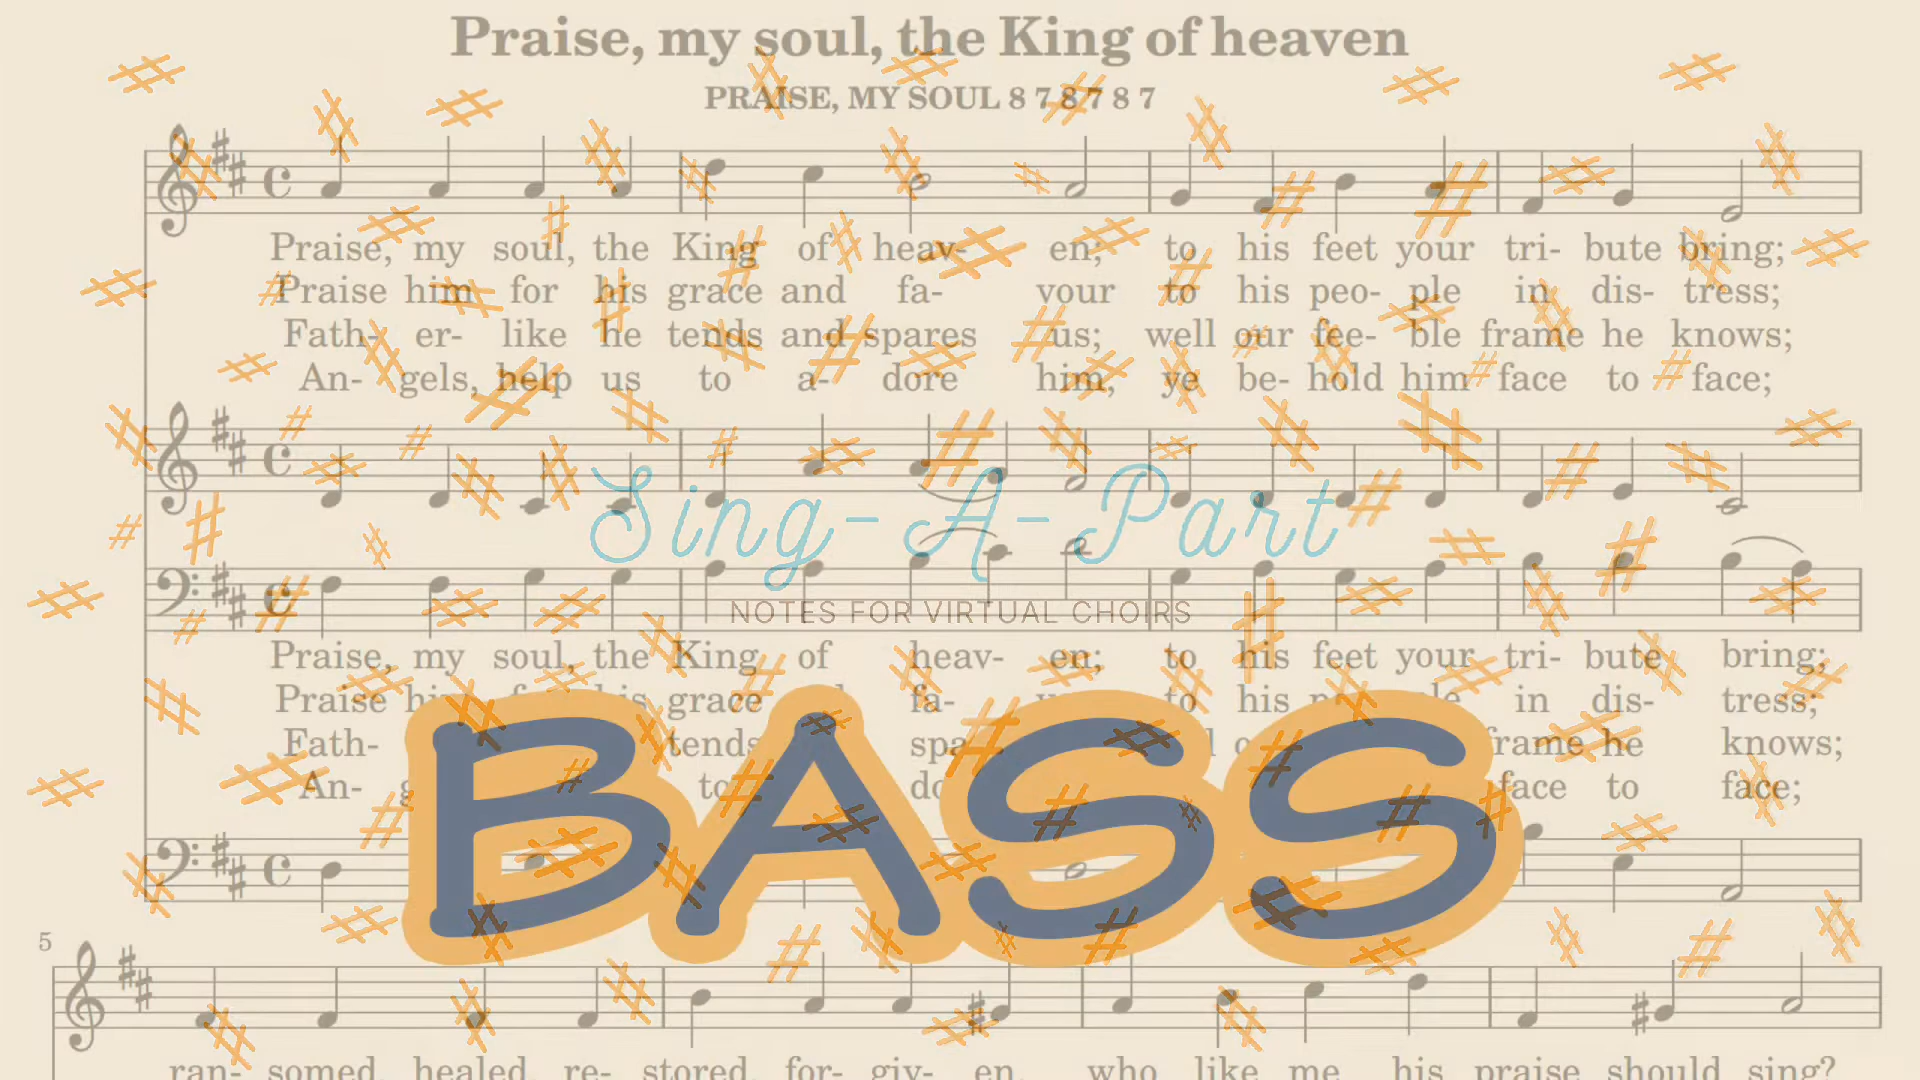 Praise, my soul, the King of heaven
PRAISE, MY SOUL 8 7 8 7 8 7
Praise, my soul, the King of heav- en; to his feet your tri- bute bring;
Praise him for his grace and fa- vour to his peo- ple in dis- tress;
Fath- er- like he tends and spares us; well our fee- ble frame he knows;
An- gels, help us to a- dore him, ye be- hold him face to face;
Sing-A-Part
NOTES FOR VIRTUAL CHOIRS
Praise, my soul, the King of heav- en; to his feet your tri- bute bring;
Praise his grace fa- to his in dis- tress;
Fath- tends frame he knows;
An- to face to face;
BASS
5
ran- somed, healed, re- stored, for- giv- en, who like me his praise should sing?